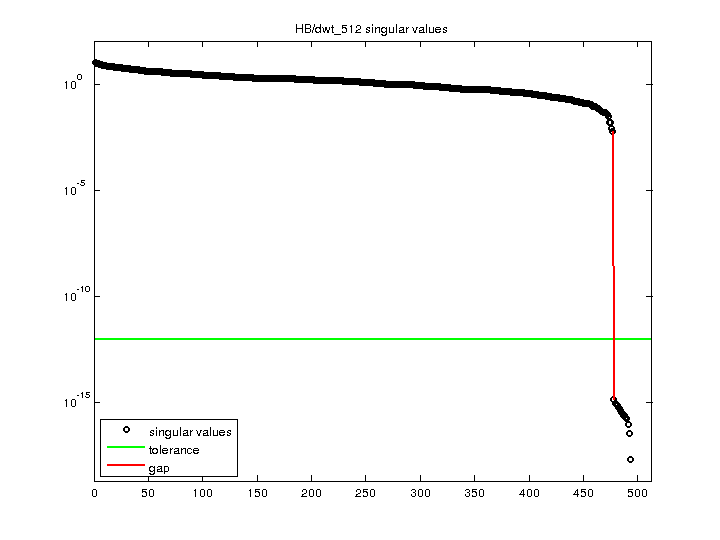 HB/dwt_512 singular values
10^0
10^-5
10^-10
10^-15
singular values
tolerance
gap
0 50 100 150 200 250 300 350 400 450 500